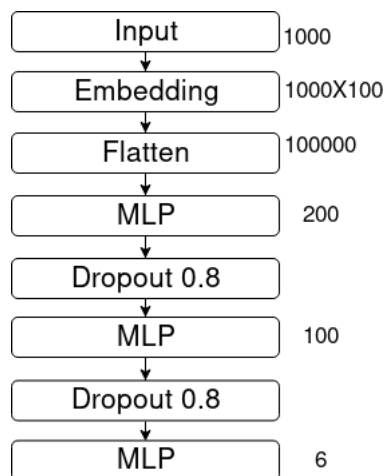 Input 1000
Embedding 1000X100
Flatten 100000
MLP 200
Dropout 0.8
MLP 100
Dropout 0.8
MLP 6